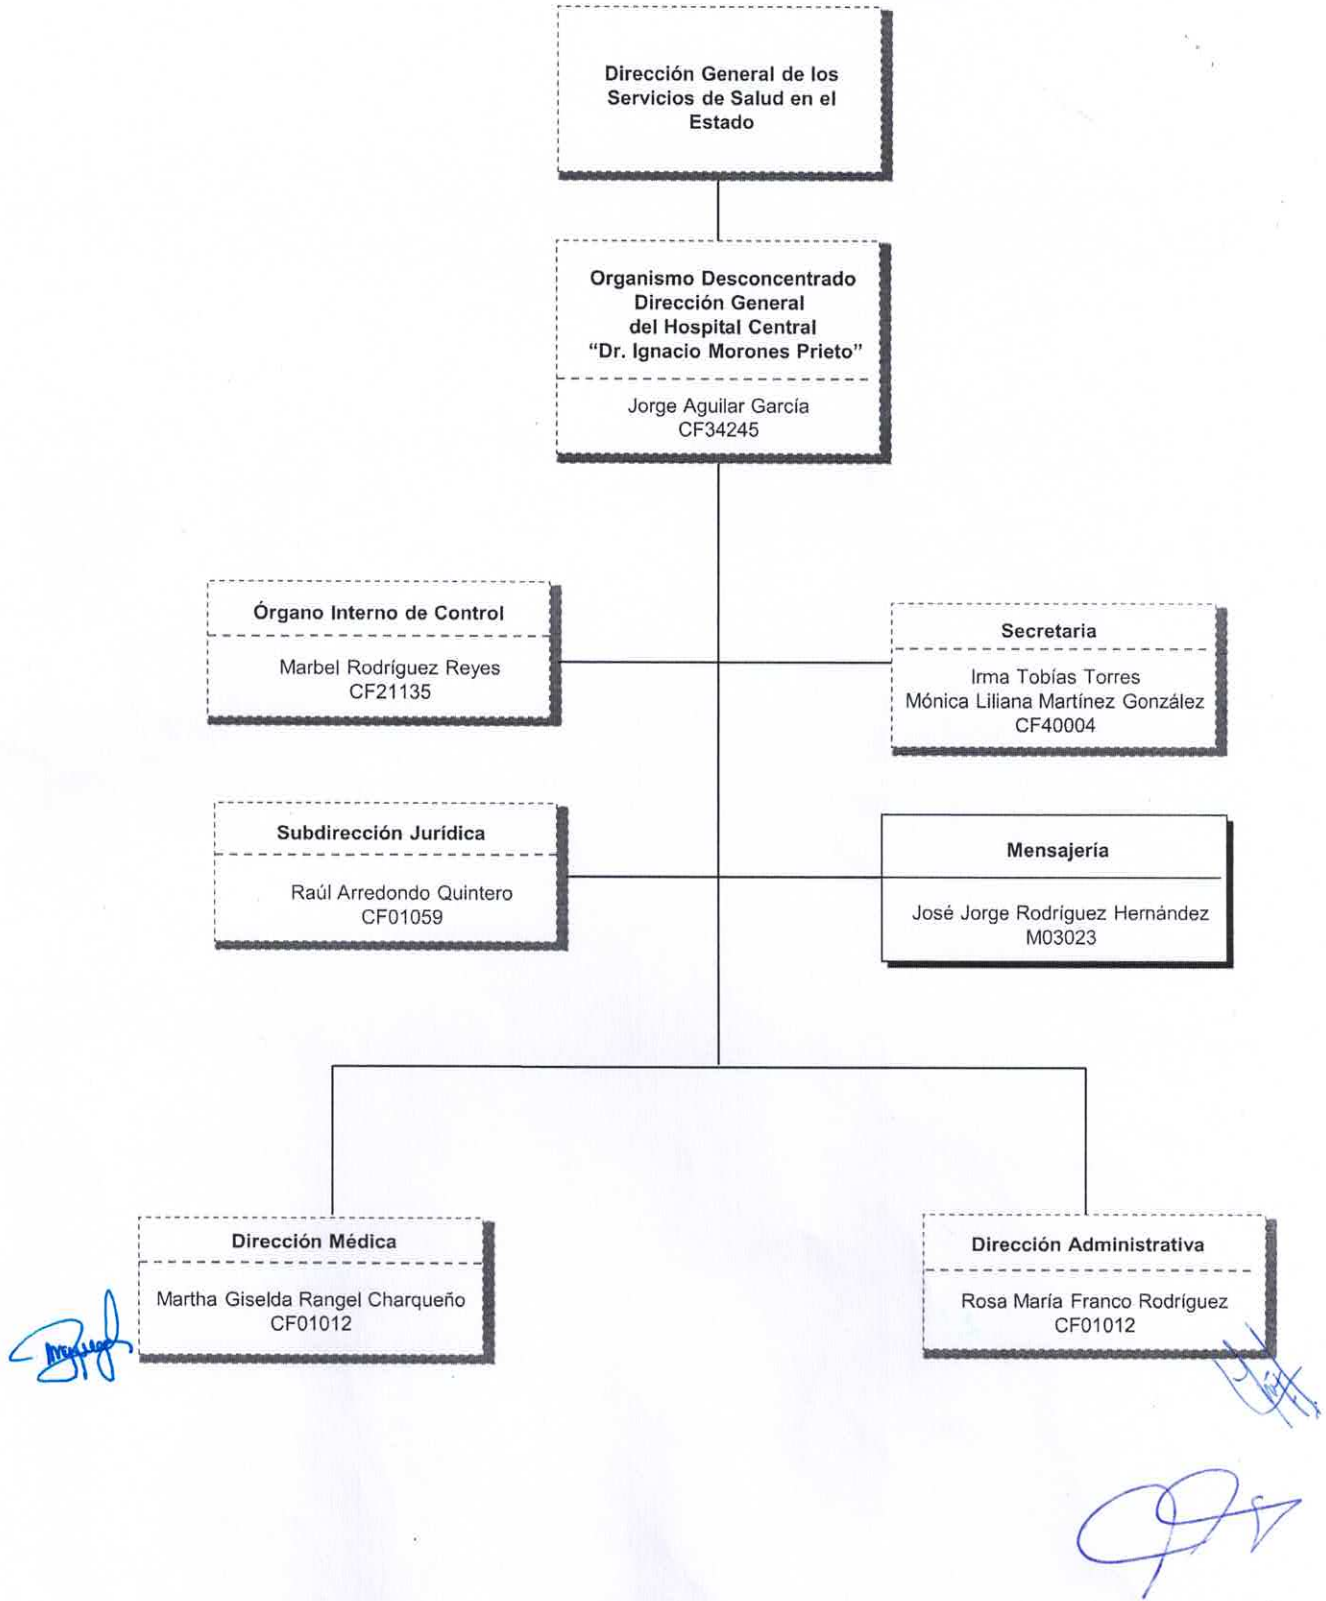 Dirección General de los
Servicios de Salud en el
Estado
Organismo Desconcentrado
Dirección General
del Hospital Central
“Dr. Ignacio Morones Prieto”
Jorge Aguilar García
CF34245
Órgano Interno de Control
Marbel Rodríguez Reyes
CF21135
Secretaria
Irma Tobías Torres
Mónica Liliana Martínez González
CF40004
Subdirección Jurídica
Raúl Arredondo Quintero
CF01059
Mensajería
José Jorge Rodríguez Hernández
M03023
Dirección Médica
Martha Giselda Rangel Charqueño
CF01012
Dirección Administrativa
Rosa María Franco Rodríguez
CF01012